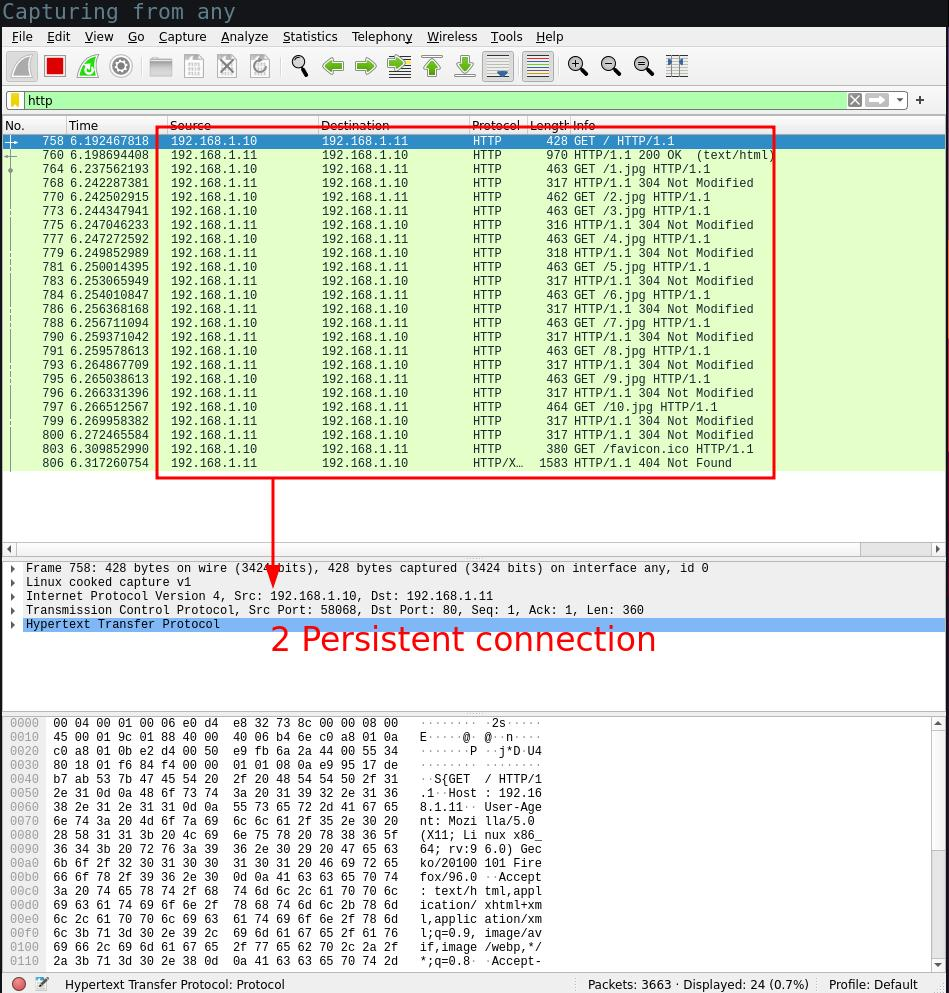 Capturing from any
File Edit View Go Capture Analyze Statistics Telephony Wireless Tools Help
http
No. Time Source Destination Protocol Length Info
758 6.192467818 192.168.1.10 192.168.1.11 HTTP 428 GET / HTTP/1.1
760 6.198694408 192.168.1.11 192.168.1.10 HTTP 970 HTTP/1.1 200 OK (text/html)
764 6.237562193 192.168.1.10 192.168.1.11 HTTP 463 GET /1.jpg HTTP/1.1
768 6.242287381 192.168.1.11 192.168.1.10 HTTP 317 HTTP/1.1 304 Not Modified
770 6.242502915 192.168.1.10 192.168.1.11 HTTP 462 GET /2.jpg HTTP/1.1
773 6.244347941 192.168.1.10 192.168.1.11 HTTP 463 GET /3.jpg HTTP/1.1
775 6.247046233 192.168.1.11 192.168.1.10 HTTP 316 HTTP/1.1 304 Not Modified
777 6.247272592 192.168.1.10 192.168.1.11 HTTP 463 GET /4.jpg HTTP/1.1
779 6.249852989 192.168.1.11 192.168.1.10 HTTP 318 HTTP/1.1 304 Not Modified
781 6.250014395 192.168.1.10 192.168.1.11 HTTP 463 GET /5.jpg HTTP/1.1
783 6.253065949 192.168.1.11 192.168.1.10 HTTP 317 HTTP/1.1 304 Not Modified
784 6.254010847 192.168.1.10 192.168.1.11 HTTP 463 GET /6.jpg HTTP/1.1
786 6.256368168 192.168.1.11 192.168.1.10 HTTP 317 HTTP/1.1 304 Not Modified
788 6.256711094 192.168.1.10 192.168.1.11 HTTP 463 GET /7.jpg HTTP/1.1
790 6.259371042 192.168.1.11 192.168.1.10 HTTP 317 HTTP/1.1 304 Not Modified
791 6.259578613 192.168.1.10 192.168.1.11 HTTP 463 GET /8.jpg HTTP/1.1
793 6.264867709 192.168.1.11 192.168.1.10 HTTP 317 HTTP/1.1 304 Not Modified
795 6.265038613 192.168.1.10 192.168.1.11 HTTP 463 GET /9.jpg HTTP/1.1
796 6.266331396 192.168.1.11 192.168.1.10 HTTP 317 HTTP/1.1 304 Not Modified
797 6.266512567 192.168.1.10 192.168.1.11 HTTP 464 GET /10.jpg HTTP/1.1
799 6.269958382 192.168.1.11 192.168.1.10 HTTP 317 HTTP/1.1 304 Not Modified
800 6.272465584 192.168.1.11 192.168.1.10 HTTP 317 HTTP/1.1 304 Not Modified
803 6.309852990 192.168.1.10 192.168.1.11 HTTP 380 GET /favicon.ico HTTP/1.1
806 6.317260754 192.168.1.11 192.168.1.10 HTTP/X… 1583 HTTP/1.1 404 Not Found
Frame 758: 428 bytes on wire (3424 bits), 428 bytes captured (3424 bits) on interface any, id 0
Linux cooked capture v1
Internet Protocol Version 4, Src: 192.168.1.10, Dst: 192.168.1.11
Transmission Control Protocol, Src Port: 58068, Dst Port: 80, Seq: 1, Ack: 1, Len: 360
Hypertext Transfer Protocol
2 Persistent connection
0000 00 04 00 01 00 06 e0 d4 e8 32 73 8c 00 00 08 00 ········ ·2s·····
0010 45 00 01 9c 01 88 40 00 40 06 b4 6e c0 a8 01 0a E·····@· @··n····
0020 c0 a8 01 0b e2 d4 00 50 e9 fb 6a 2a 44 00 55 34 ·······P ··j*D·U4
0030 80 18 01 f6 84 f4 00 00 01 01 08 0a e9 95 17 de ········ ········
0040 b7 ab 53 7b 47 45 54 20 2f 20 48 54 54 50 2f 31 ··S{GET / HTTP/1
0050 2e 31 0d 0a 48 6f 73 74 3a 20 31 39 32 2e 31 36 .1··Host : 192.16
0060 38 2e 31 2e 31 31 0d 0a 55 73 65 72 2d 41 67 65 8.1.11·· User-Age
0070 6e 74 3a 20 4d 6f 7a 69 6c 6c 61 2f 35 2e 30 20 nt: Mozi lla/5.0
0080 28 58 31 31 3b 20 4c 69 6e 75 78 20 78 38 36 5f (X11; Li nux x86_
0090 36 34 3b 20 72 76 3a 39 36 2e 30 29 20 47 65 63 64; rv:9 6.0) Gec
00a0 6b 6f 2f 32 30 31 30 30 31 30 31 20 46 69 72 65 ko/20100 101 Fire
00b0 66 6f 78 2f 39 36 2e 30 0d 0a 41 63 63 65 70 74 fox/96.0 ··Accept
00c0 3a 20 74 65 78 74 2f 68 74 6d 6c 2c 61 70 70 6c : text/h tml,appl
00d0 69 63 61 74 69 6f 6e 2f 78 68 74 6d 6c 2b 78 6d ication/ xhtml+xm
00e0 6c 2c 61 70 70 6c 69 63 61 74 69 6f 6e 2f 78 6d l,applic ation/xm
00f0 6c 3b 71 3d 30 2e 39 2c 69 6d 61 67 65 2f 61 76 l;q=0.9, image/av
0100 69 66 2c 69 6d 61 67 65 2f 77 65 62 70 2c 2a 2f if,image /webp,*/
0110 2a 3b 71 3d 30 2e 38 0d 0a 41 63 63 65 70 74 2d *;q=0.8· ·Accept-
Hypertext Transfer Protocol: Protocol Packets: 3663 · Displayed: 24 (0.7%) Profile: Default